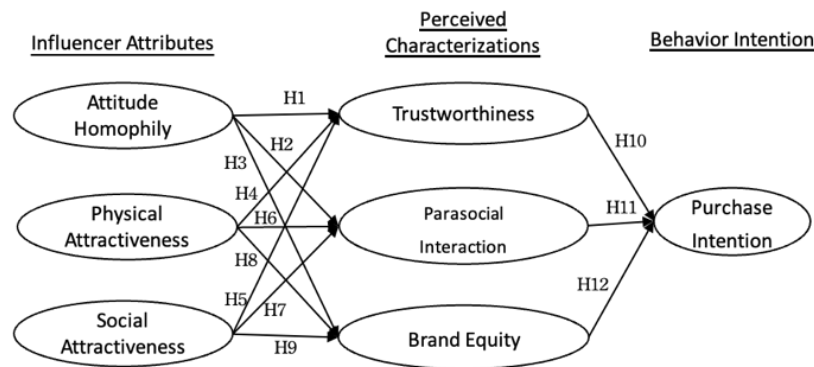 Influencer Attributes
Perceived
Characterizations
Behavior Intention
Attitude
Homophily
H1
Trustworthiness
H2
H3
H10
H4
Physical
Attractiveness
H6
Parasocial
Interaction
H11
Purchase
Intention
H8
H12
H5
H7
Social
Attractiveness
H9
Brand Equity